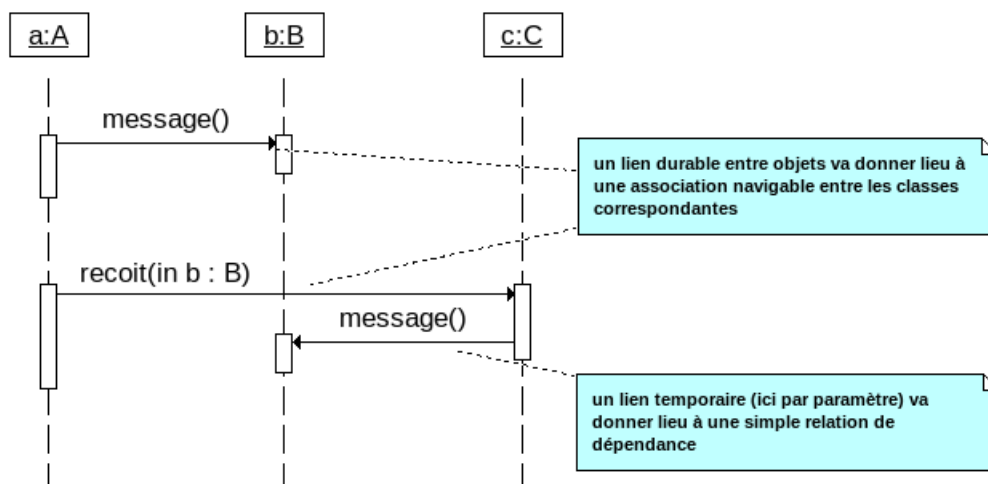 a:A
b:B
c:C
message()
un lien durable entre objets va donner lieu à
une association navigable entre les classes
correspondantes
recoit(in b : B)
message()
un lien temporaire (ici par paramètre) va
donner lieu à une simple relation de
dépendance